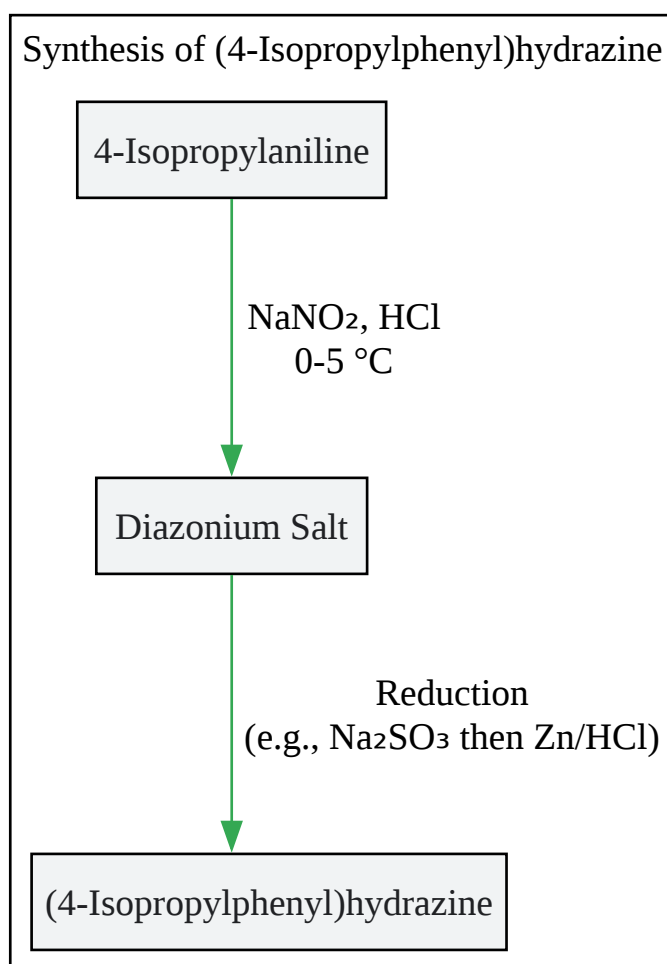 Synthesis of (4-Isopropylphenyl)hydrazine
4-Isopropylaniline
NaNO₂, HCl
0-5 °C
Diazonium Salt
Reduction
(e.g., Na₂SO₃ then Zn/HCl)
(4-Isopropylphenyl)hydrazine